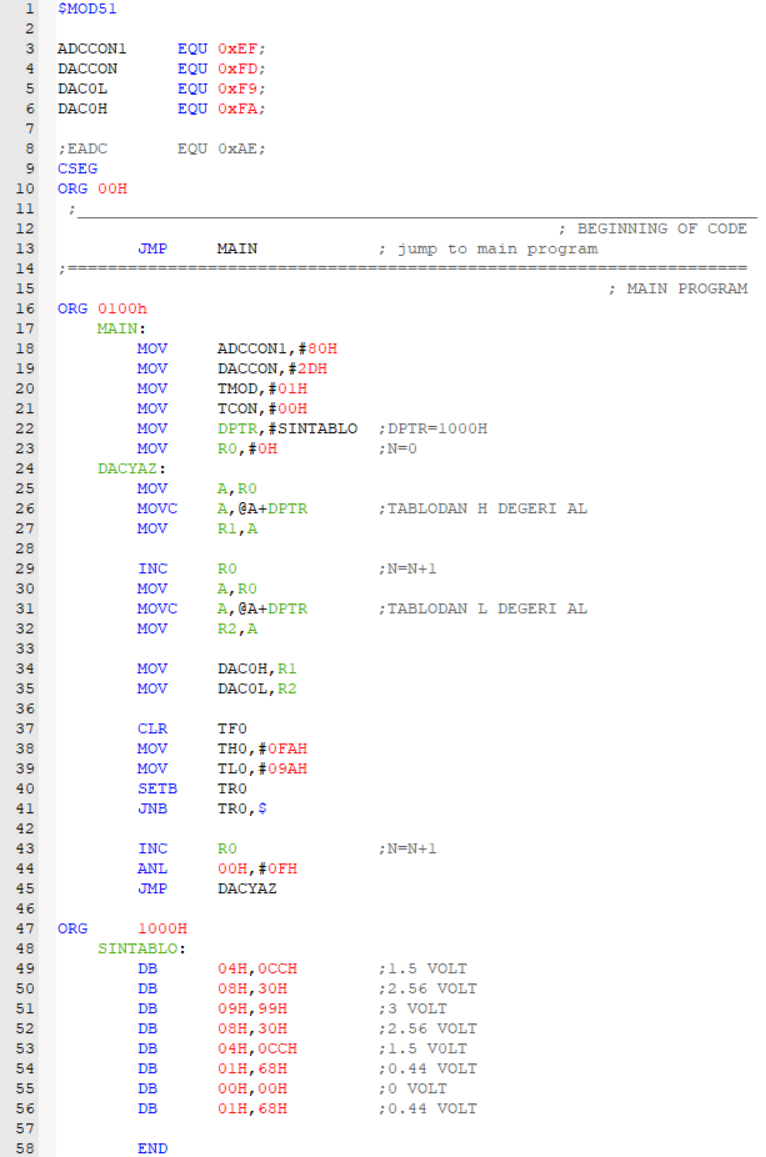 1 $MOD51
2
3 ADCCON1 EQU 0xEF;
4 DACCON EQU 0xFD;
5 DAC0L EQU 0xF9;
6 DAC0H EQU 0xFA;
7
8 ;EADC EQU 0xAE;
9 CSEG
10 ORG 00H
11 ;____________________________________________________________________
12 ; BEGINNING OF CODE
13 JMP MAIN ; jump to main program
14 ;====================================================================
15 ; MAIN PROGRAM
16 ORG 0100h
17 MAIN:
18 MOV ADCCON1,#80H
19 MOV DACCON,#2DH
20 MOV TMOD,#01H
21 MOV TCON,#00H
22 MOV DPTR,#SINTABLO ;DPTR=1000H
23 MOV R0,#0H ;N=0
24 DACYAZ:
25 MOV A,R0
26 MOVC A,@A+DPTR ;TABLODAN H DEGERI AL
27 MOV R1,A
28
29 INC R0 ;N=N+1
30 MOV A,R0
31 MOVC A,@A+DPTR ;TABLODAN L DEGERI AL
32 MOV R2,A
33
34 MOV DAC0H,R1
35 MOV DAC0L,R2
36
37 CLR TF0
38 MOV TH0,#0FAH
39 MOV TL0,#09AH
40 SETB TR0
41 JNB TR0,$
42
43 INC R0 ;N=N+1
44 ANL 00H,#0FH
45 JMP DACYAZ
46
47 ORG 1000H
48 SINTABLO:
49 DB 04H,0CCH ;1.5 VOLT
50 DB 08H,30H ;2.56 VOLT
51 DB 09H,99H ;3 VOLT
52 DB 08H,30H ;2.56 VOLT
53 DB 04H,0CCH ;1.5 VOLT
54 DB 01H,68H ;0.44 VOLT
55 DB 00H,00H ;0 VOLT
56 DB 01H,68H ;0.44 VOLT
57
58 END